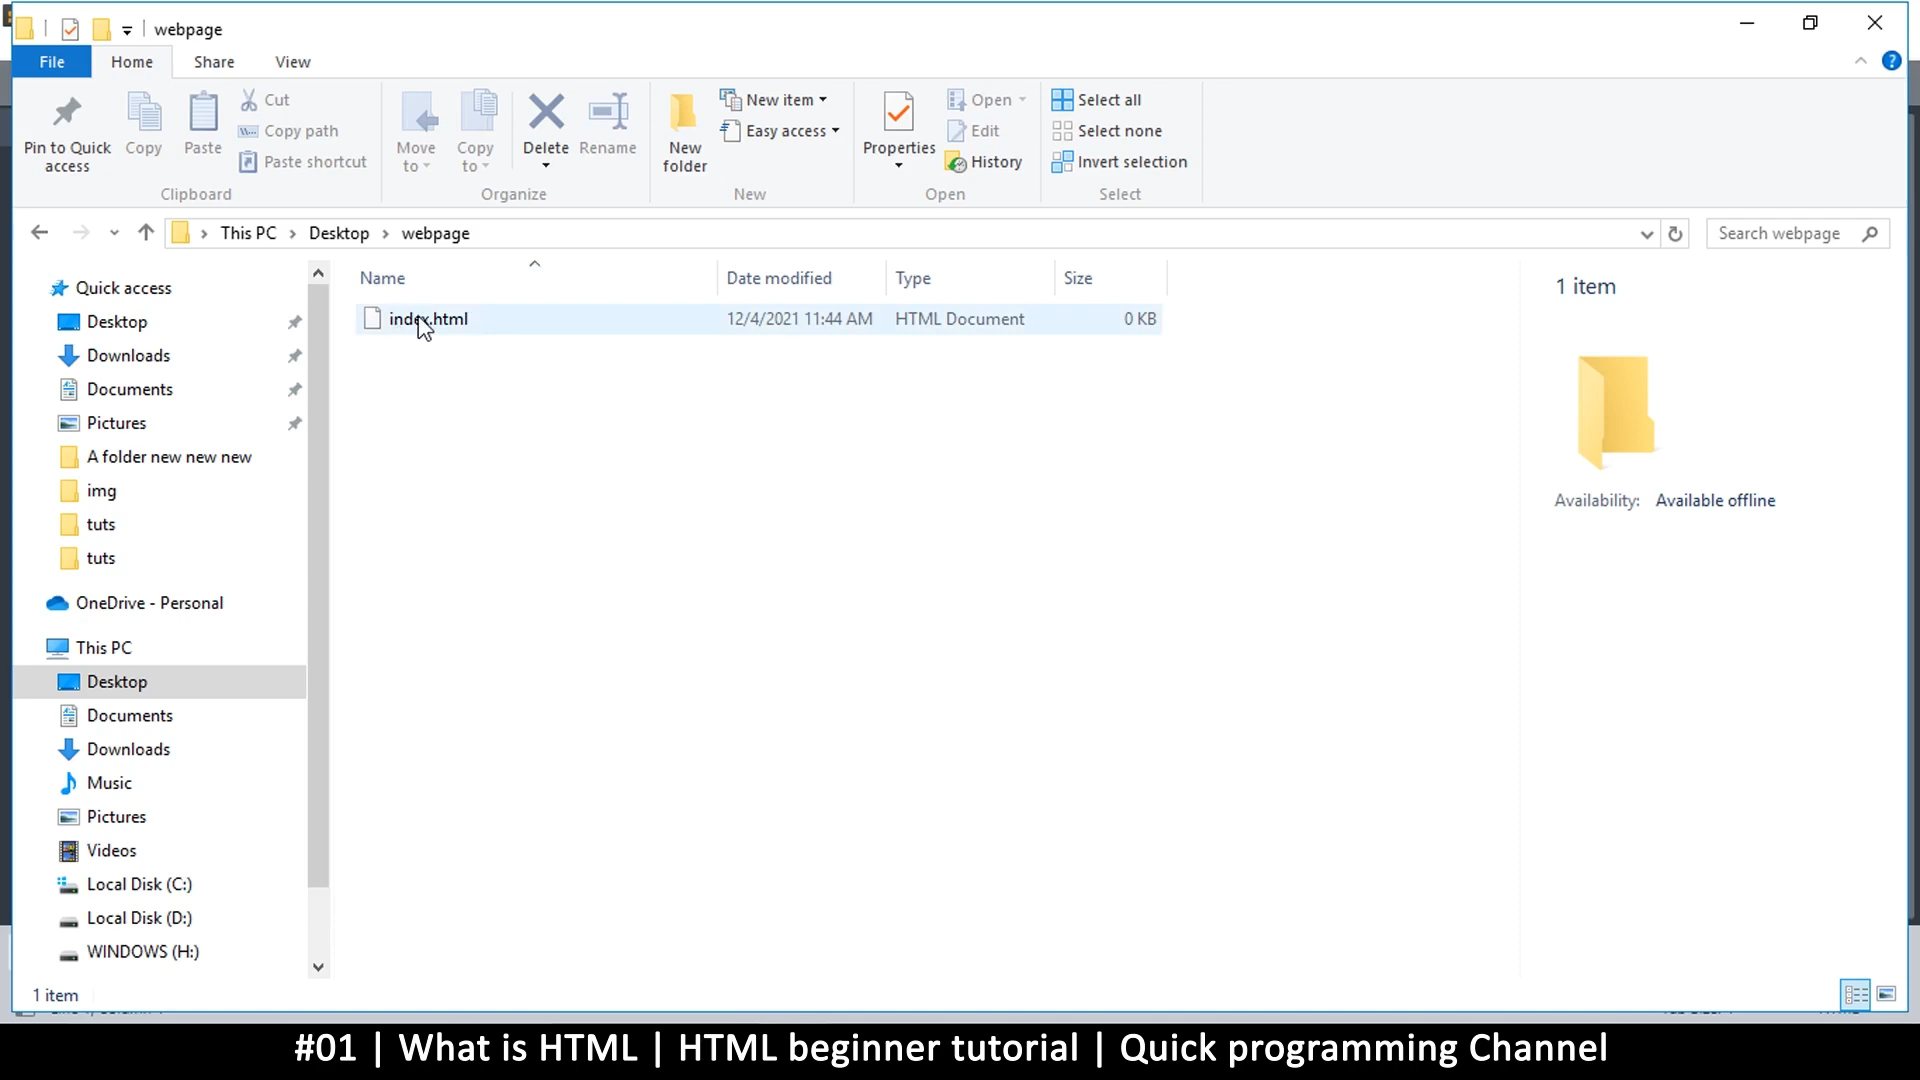 webpage
File Home Share View
Pin to Quick access
Copy
Paste
Cut
Copy path
Paste shortcut
Clipboard
Move to
Copy to
Delete
Rename
Organize
New folder
New item
Easy access
New
Properties
Open
Edit
History
Open
Select all
Select none
Invert selection
Select
This PC > Desktop > webpage
Search webpage
Quick access
Desktop
Downloads
Documents
Pictures
A folder new new new
img
tuts
tuts
OneDrive - Personal
This PC
Desktop
Documents
Downloads
Music
Pictures
Videos
Local Disk (C:)
Local Disk (D:)
WINDOWS (H:)
Name Date modified Type Size
index.html 12/4/2021 11:44 AM HTML Document 0 KB
1 item
Availability: Available offline
1 item
#01 | What is HTML | HTML beginner tutorial | Quick programming Channel